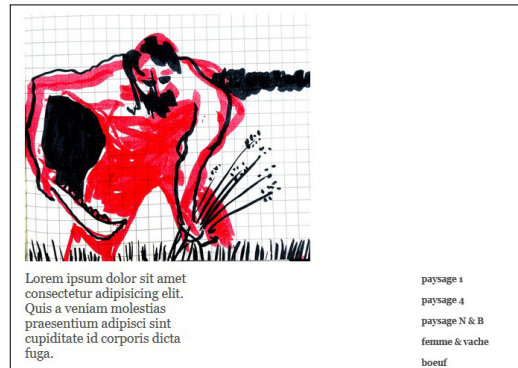 Lorem ipsum dolor sit amet
consectetur adipisicing elit.
Quis a veniam molestias
praesentium adipisci sint
cupiditate id corporis dicta
fuga.
paysage 1
paysage 4
paysage N & B
femme & vache
boeuf